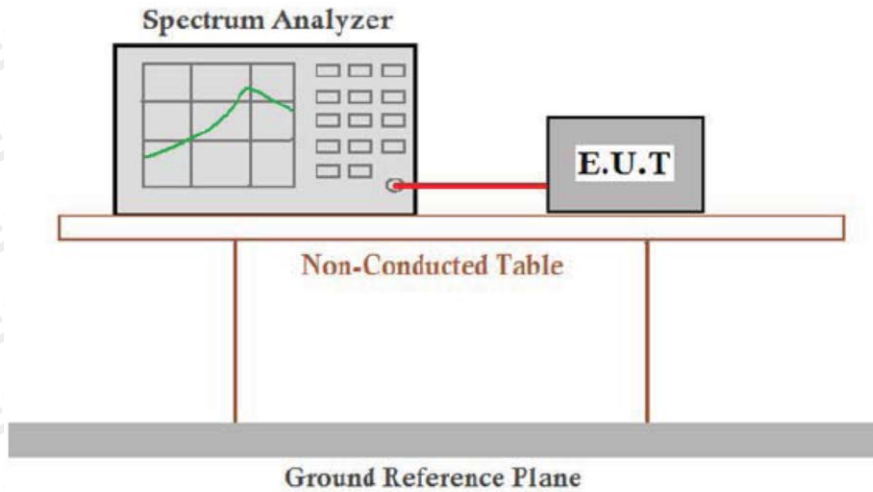 Spectrum Analyzer
E.U.T
Non-Conducted Table
Ground Reference Plane